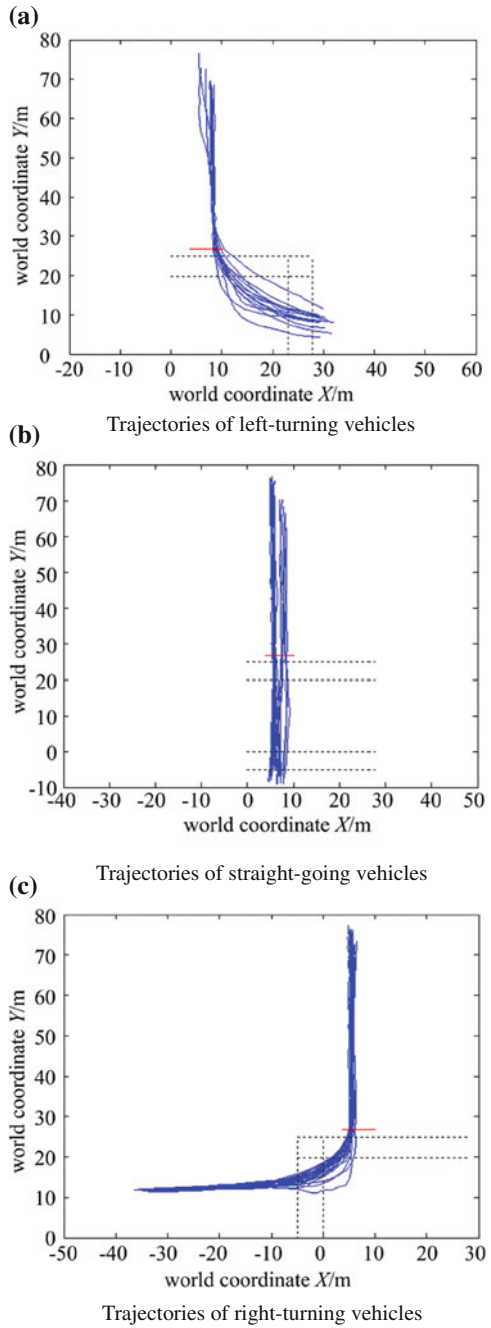 (a)
80
70
60
50
40
30
20
10
0
world coordinate Y/m
-20 -10 0 10 20 30 40 50 60
world coordinate X/m
Trajectories of left-turning vehicles
(b)
80
70
60
50
40
30
20
10
0
-10
world coordinate Y/m
-40 -30 -20 -10 0 10 20 30 40 50
world coordinate X/m
Trajectories of straight-going vehicles
(c)
80
70
60
50
40
30
20
10
0
world coordinate Y/m
-50 -40 -30 -20 -10 0 10 20 30
world coordinate X/m
Trajectories of right-turning vehicles